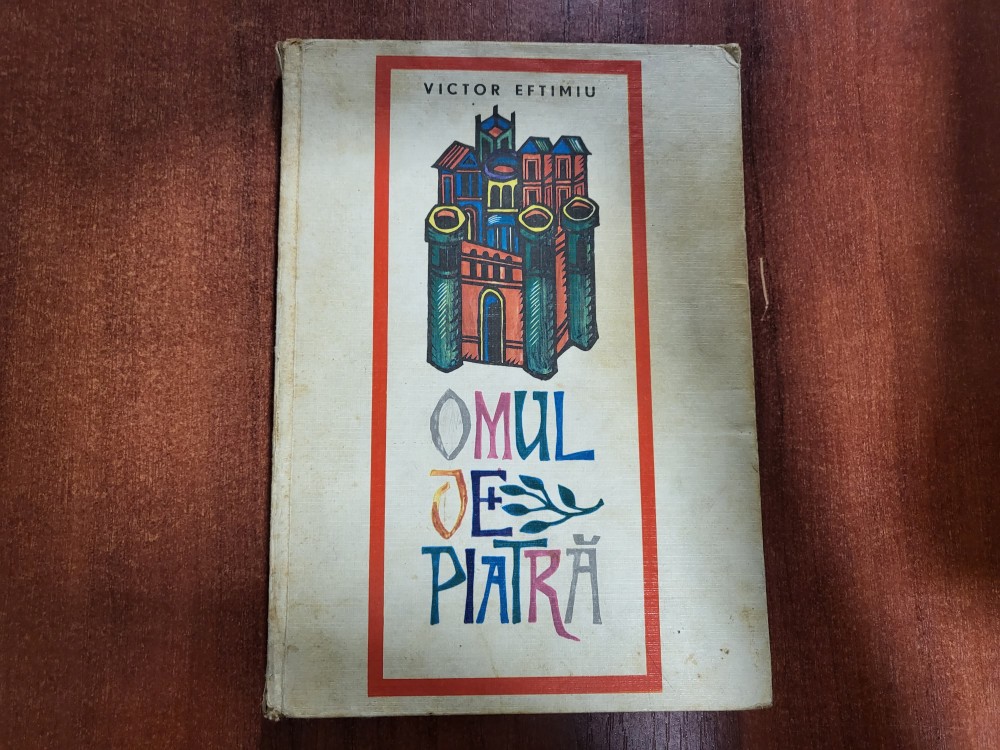 VICTOR EFTIMIU
OMUL
DE
PIATRĂ